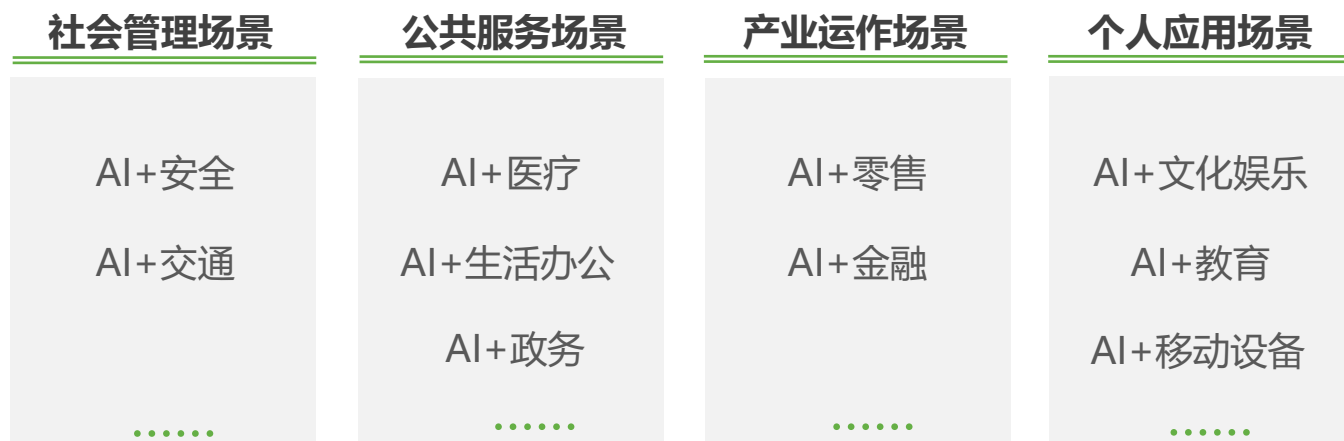 社会管理场景
AI+安全
AI+交通
······
公共服务场景
AI+医疗
AI+生活办公
AI+政务
······
产业运作场景
AI+零售
AI+金融
······
个人应用场景
AI+文化娱乐
AI+教育
AI+移动设备
······